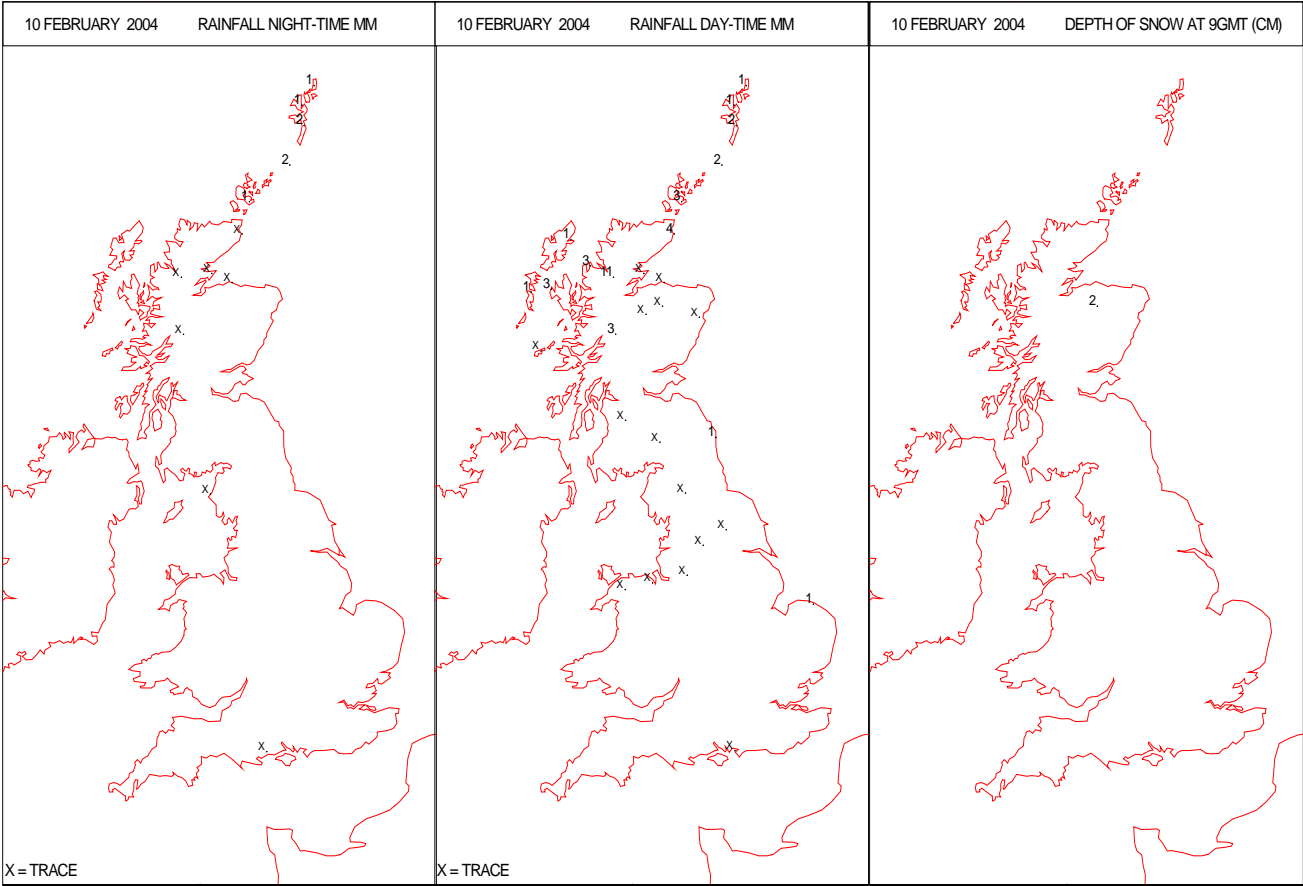 10 FEBRUARY 2004 RAINFALL NIGHT-TIME MM
1.
1.
2.
2.
1.
X.
X.
X.
X.
X.
X.
X.
X = TRACE
10 FEBRUARY 2004 RAINFALL DAY-TIME MM
1.
1.
2.
2.
3.
4.
1.
3.
11.
X.
X.
3.
1.
X.
X.
X.
3.
X.
X.
1.
X.
X.
X.
X.
X.
X.
X.
1.
X.
X = TRACE
10 FEBRUARY 2004 DEPTH OF SNOW AT 9GMT (CM)
2.